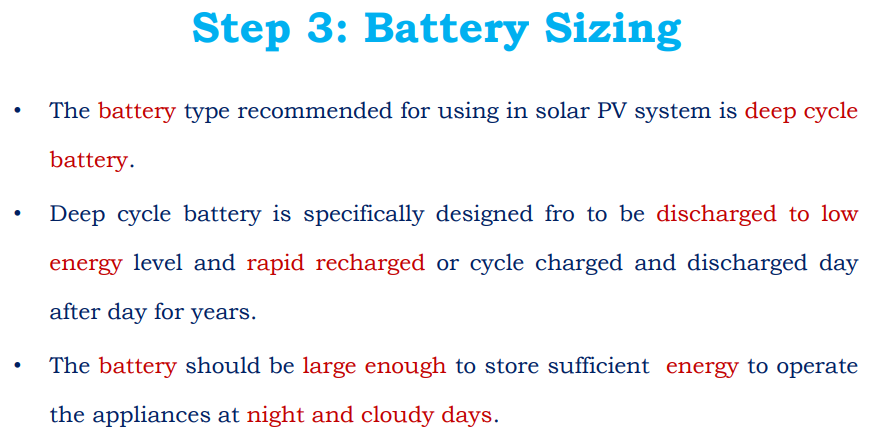 Step 3: Battery Sizing
• The battery type recommended for using in solar PV system is deep cycle
battery.
• Deep cycle battery is specifically designed fro to be discharged to low
energy level and rapid recharged or cycle charged and discharged day
after day for years.
• The battery should be large enough to store sufficient energy to operate
the appliances at night and cloudy days.